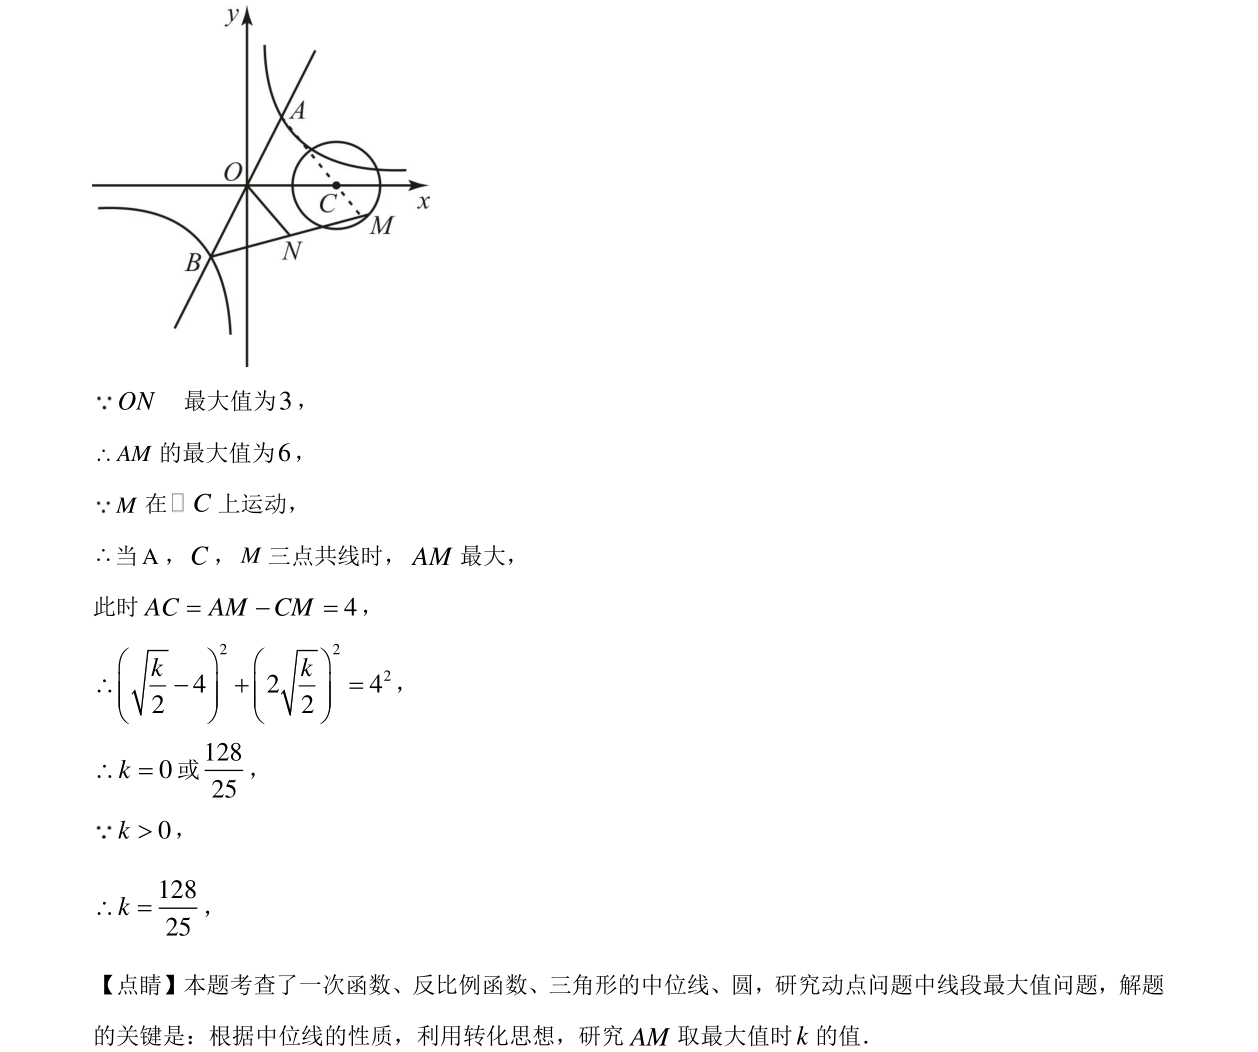 y
A
O
C
x
M
N
B
∵ON 最大值为3，
∴AM 的最大值为6，
∵M 在□ C 上运动，
∴当A，C，M 三点共线时，AM 最大，
此时 AC = AM − CM = 4，
∴(√(k/2) − 4)² + (2√(k/2))² = 4²，
∴k = 0或128/25，
∵k > 0，
∴k = 128/25，
【点睛】本题考查了一次函数、反比例函数、三角形的中位线、圆，研究动点问题中线段最大值问题，解题
的关键是：根据中位线的性质，利用转化思想，研究 AM 取最大值时 k 的值．